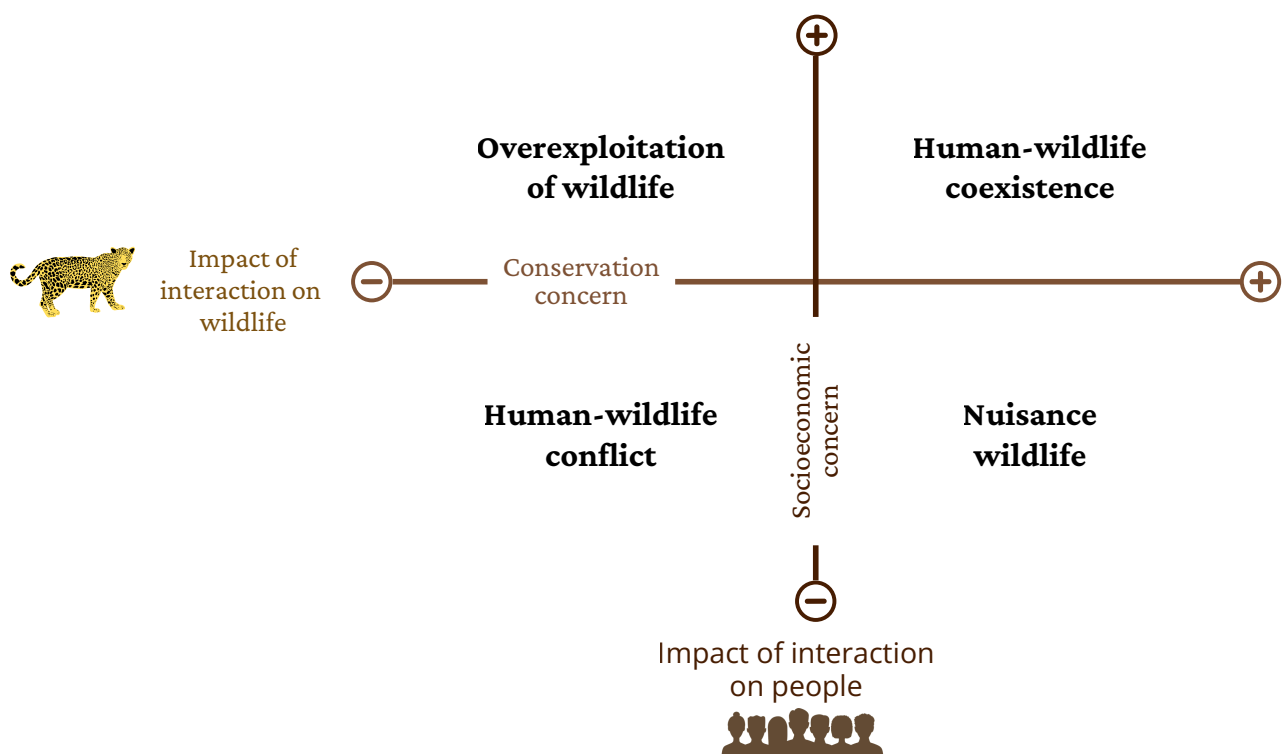 +
Overexploitation
of wildlife
Human-wildlife
coexistence
Impact of
interaction on
wildlife
−
Conservation
concern
+
Socioeconomic
concern
Human-wildlife
conflict
Nuisance
wildlife
−
Impact of interaction
on people